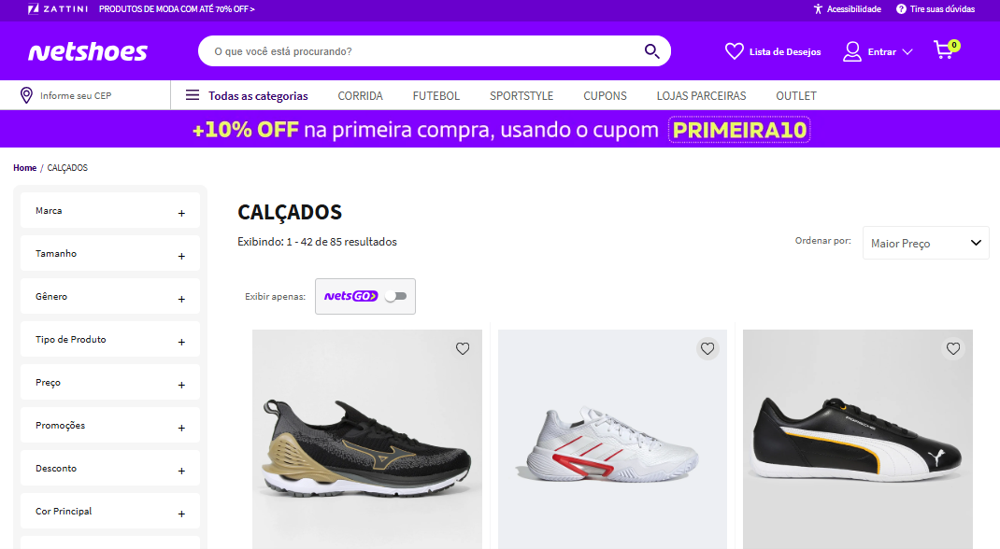 ZATTINI PRODUTOS DE MODA COM ATÉ 70% OFF > Acessibilidade Tire suas dúvidas
netshoes O que você está procurando? Lista de Desejos Entrar 0
Informe seu CEP Todas as categorias CORRIDA FUTEBOL SPORTSTYLE CUPONS LOJAS PARCEIRAS OUTLET
+10% OFF na primeira compra, usando o cupom PRIMEIRA10
Home / CALÇADOS
Marca +
Tamanho +
Gênero +
Tipo de Produto +
Preço +
Promoções +
Desconto +
Cor Principal +
CALÇADOS
Exibindo: 1 - 42 de 85 resultados
Ordenar por: Maior Preço
Exibir apenas: nets GO
PORSCHE